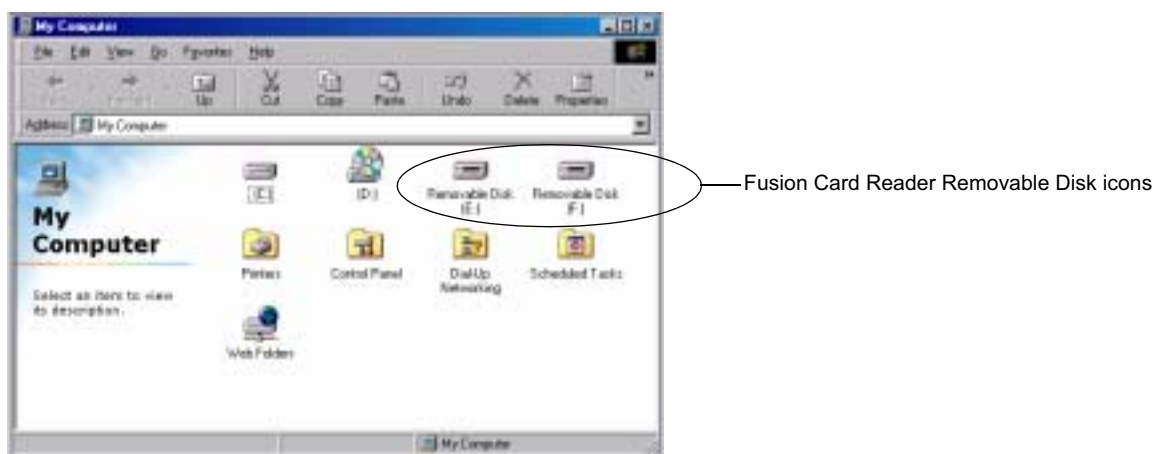 My Computer
File Edit View Go Favorites Help
Up Cut Copy Paste Undo Delete Properties
Address My Computer
(C:) (D:) Removable Disk (E:) Removable Disk (F:)
Fusion Card Reader Removable Disk icons
My
Computer
Printers Control Panel Dial-Up Networking Scheduled Tasks
Select an item to view
its description.
Web Folders
My Computer